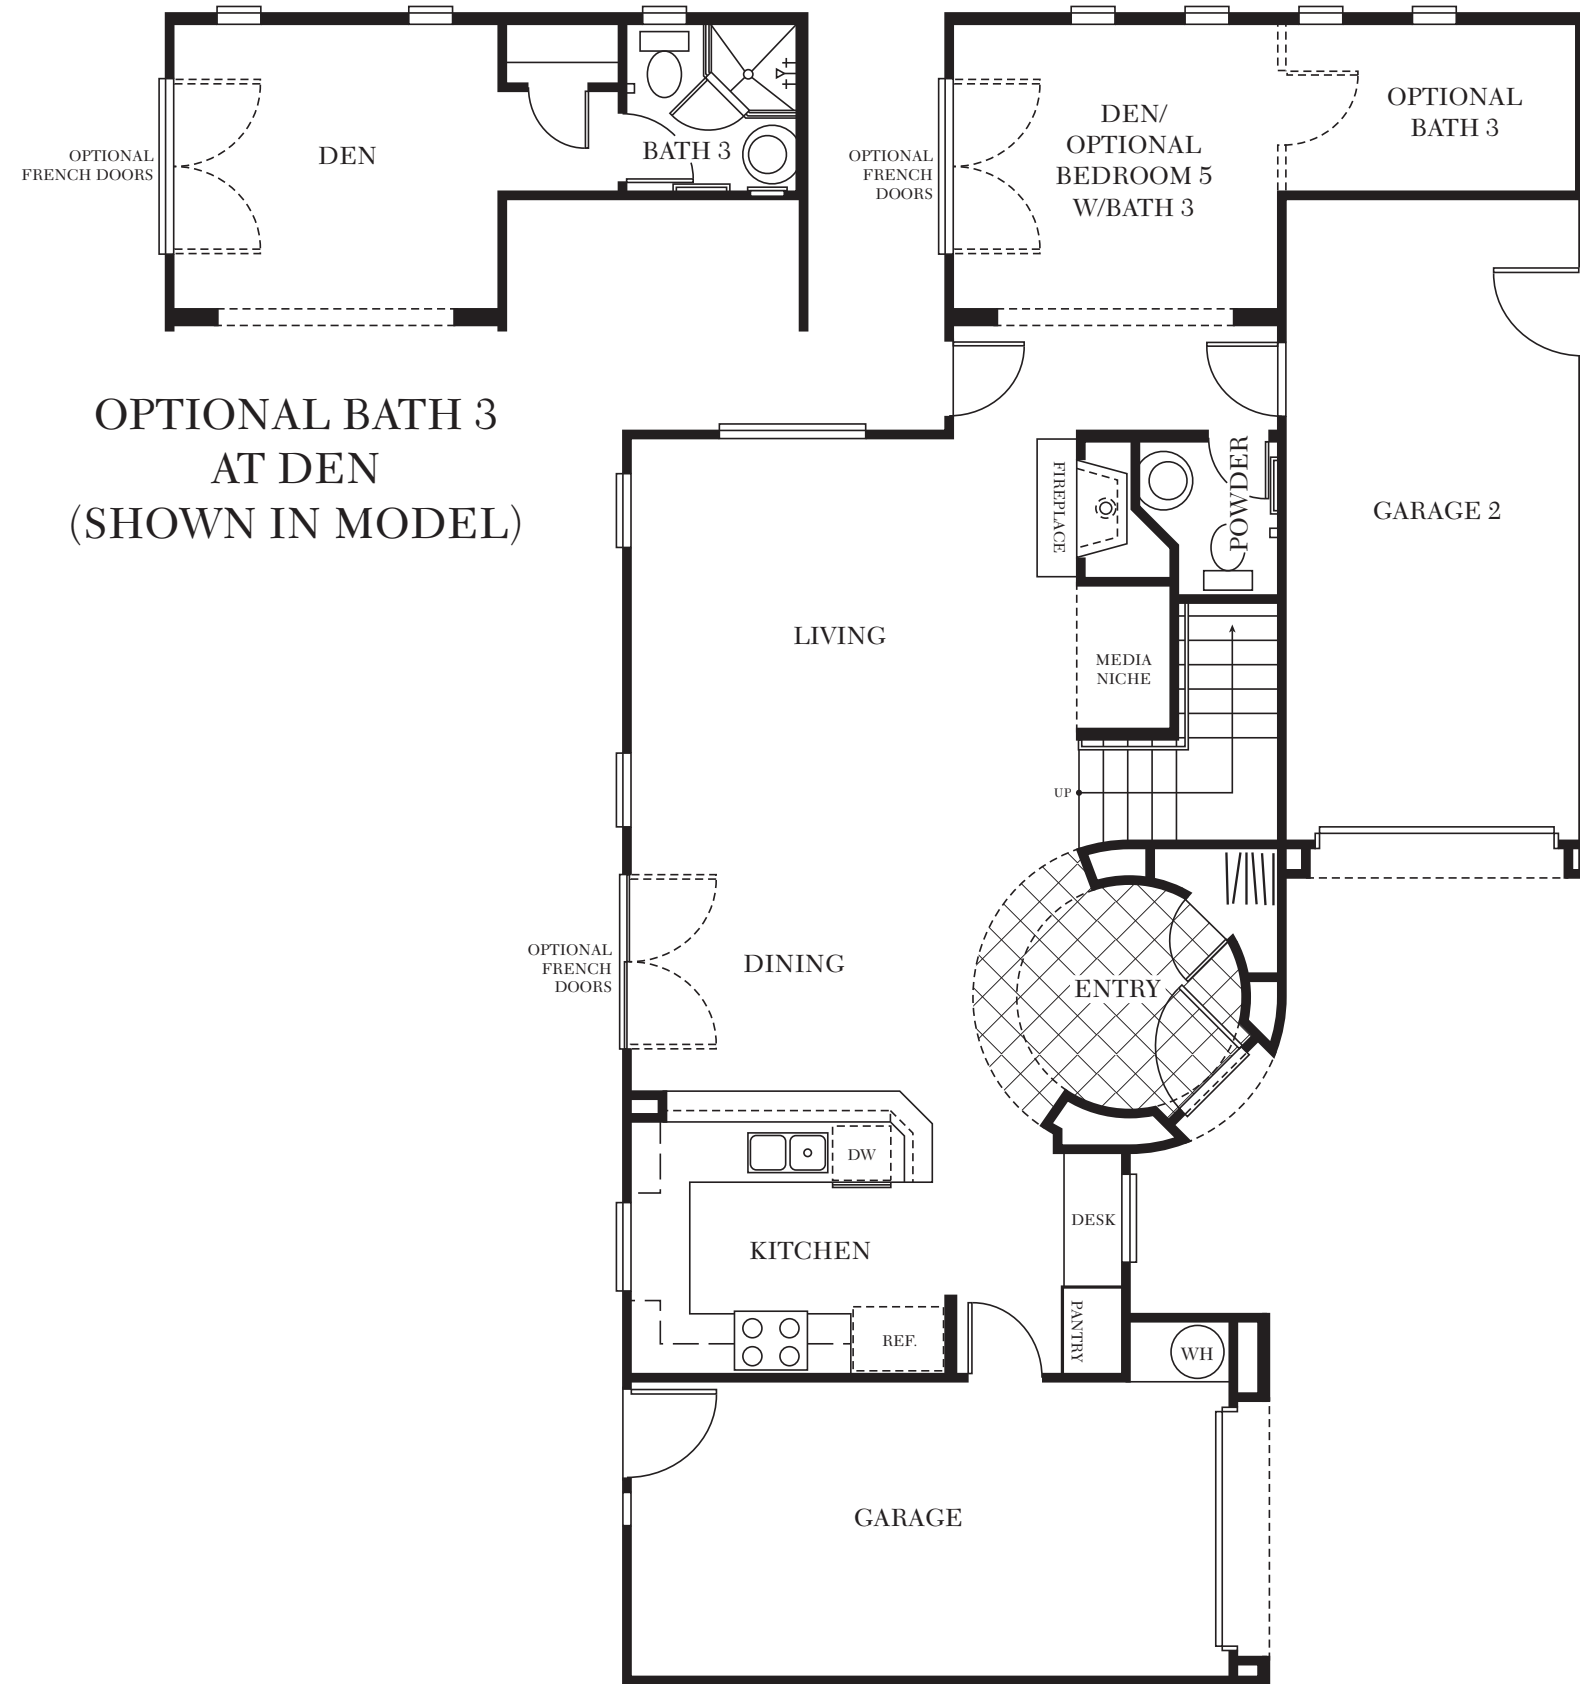 OPTIONAL
FRENCH DOORS
DEN
BATH 3
OPTIONAL BATH 3
AT DEN
(SHOWN IN MODEL)
OPTIONAL
FRENCH
DOORS
DEN/
OPTIONAL
BEDROOM 5
W/BATH 3
OPTIONAL
BATH 3
FIREPLACE
POWDER
GARAGE 2
LIVING
MEDIA
NICHE
UP
OPTIONAL
FRENCH
DOORS
DINING
ENTRY
DW
DESK
KITCHEN
PANTRY
REF.
WH
GARAGE